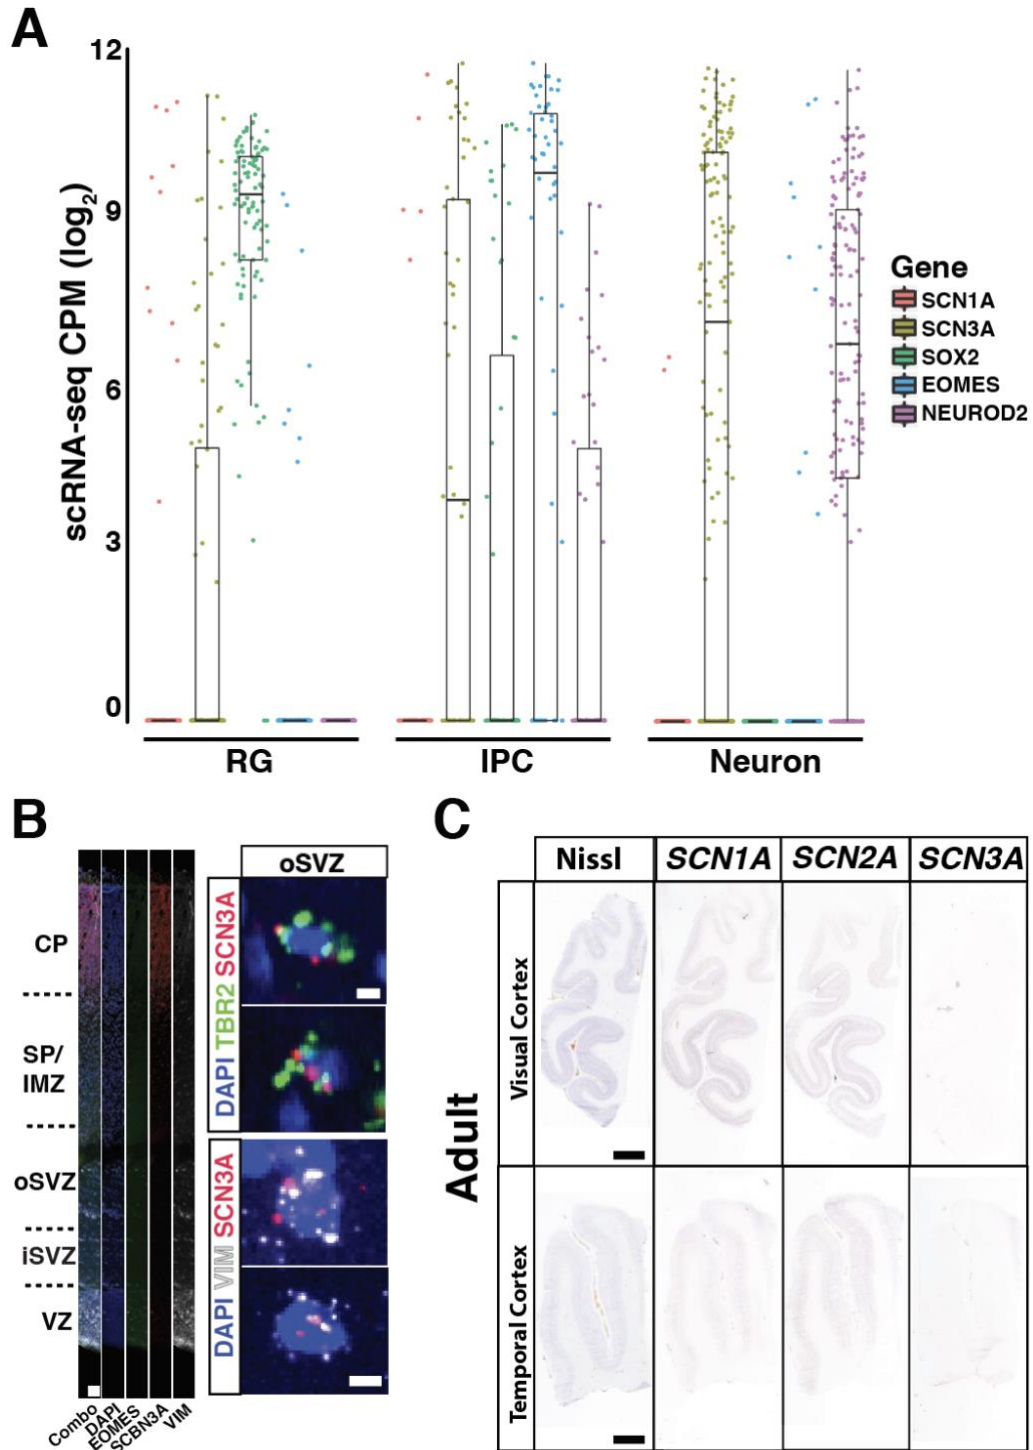 A
scRNA-seq CPM (log2)
12
9
6
3
0
RG
IPC
Neuron
Gene
SCN1A
SCN3A
SOX2
EOMES
NEUROD2
B
CP
SP/
IMZ
oSVZ
iSVZ
VZ
Combo
DAPI
EOMES
SCBN3A
VIM
oSVZ
DAPI TBR2 SCN3A
DAPI VIM SCN3A
C
Nissl
SCN1A
SCN2A
SCN3A
Adult
Visual Cortex
Temporal Cortex